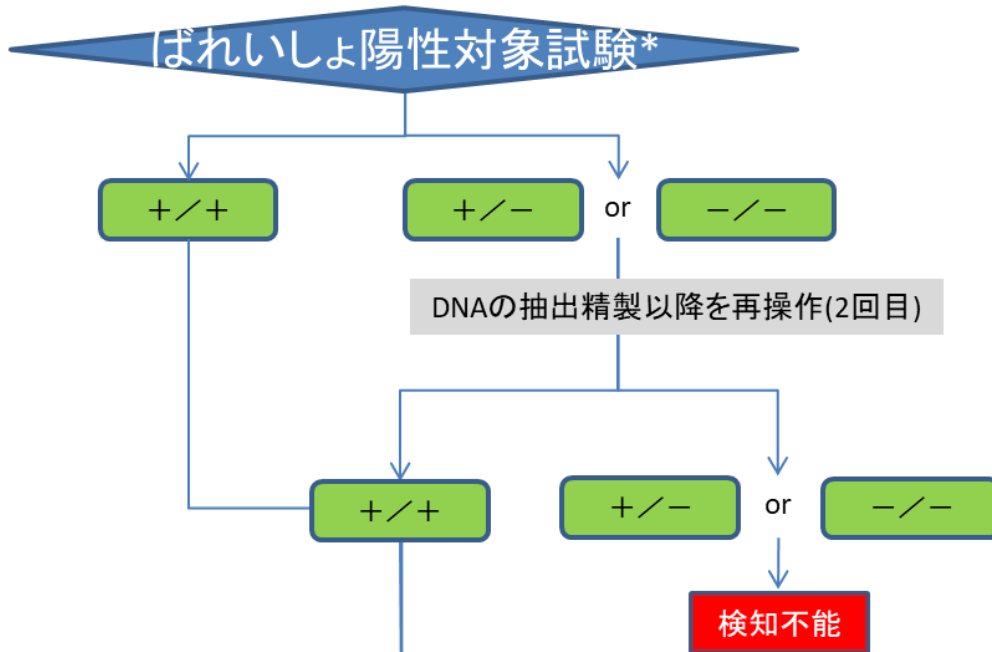 ばれいしょ陽性対象試験*
+/+
+/- or -/-
DNAの抽出精製以降を再操作(2回目)
+/+
+/- or -/-
検知不能